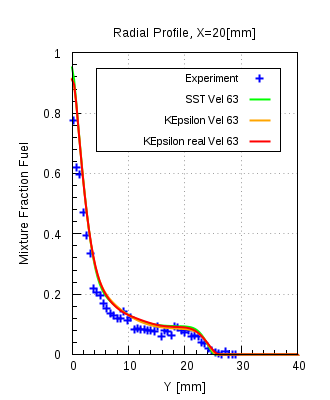 Radial Profile, X=20[mm]
Experiment
SST Vel 63
KEpsilon Vel 63
KEpsilon real Vel 63
Mixture Fraction Fuel
1
0.8
0.6
0.4
0.2
0
0 10 20 30 40
Y [mm]